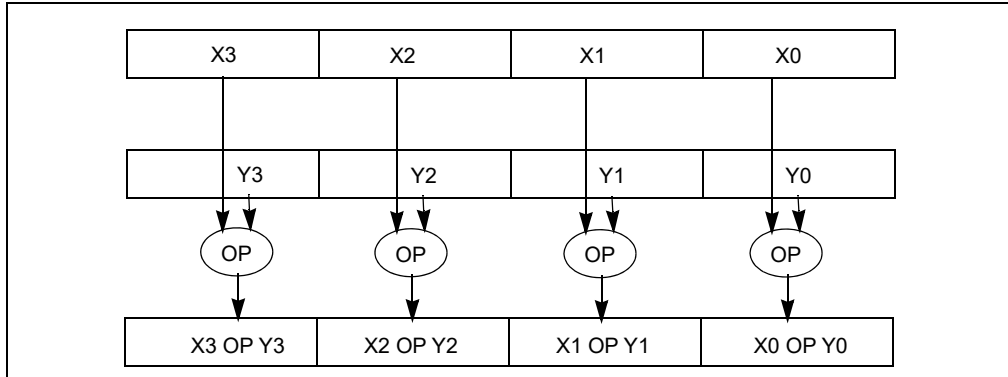 X3 X2 X1 X0
Y3 Y2 Y1 Y0
OP OP OP OP
X3 OP Y3 X2 OP Y2 X1 OP Y1 X0 OP Y0